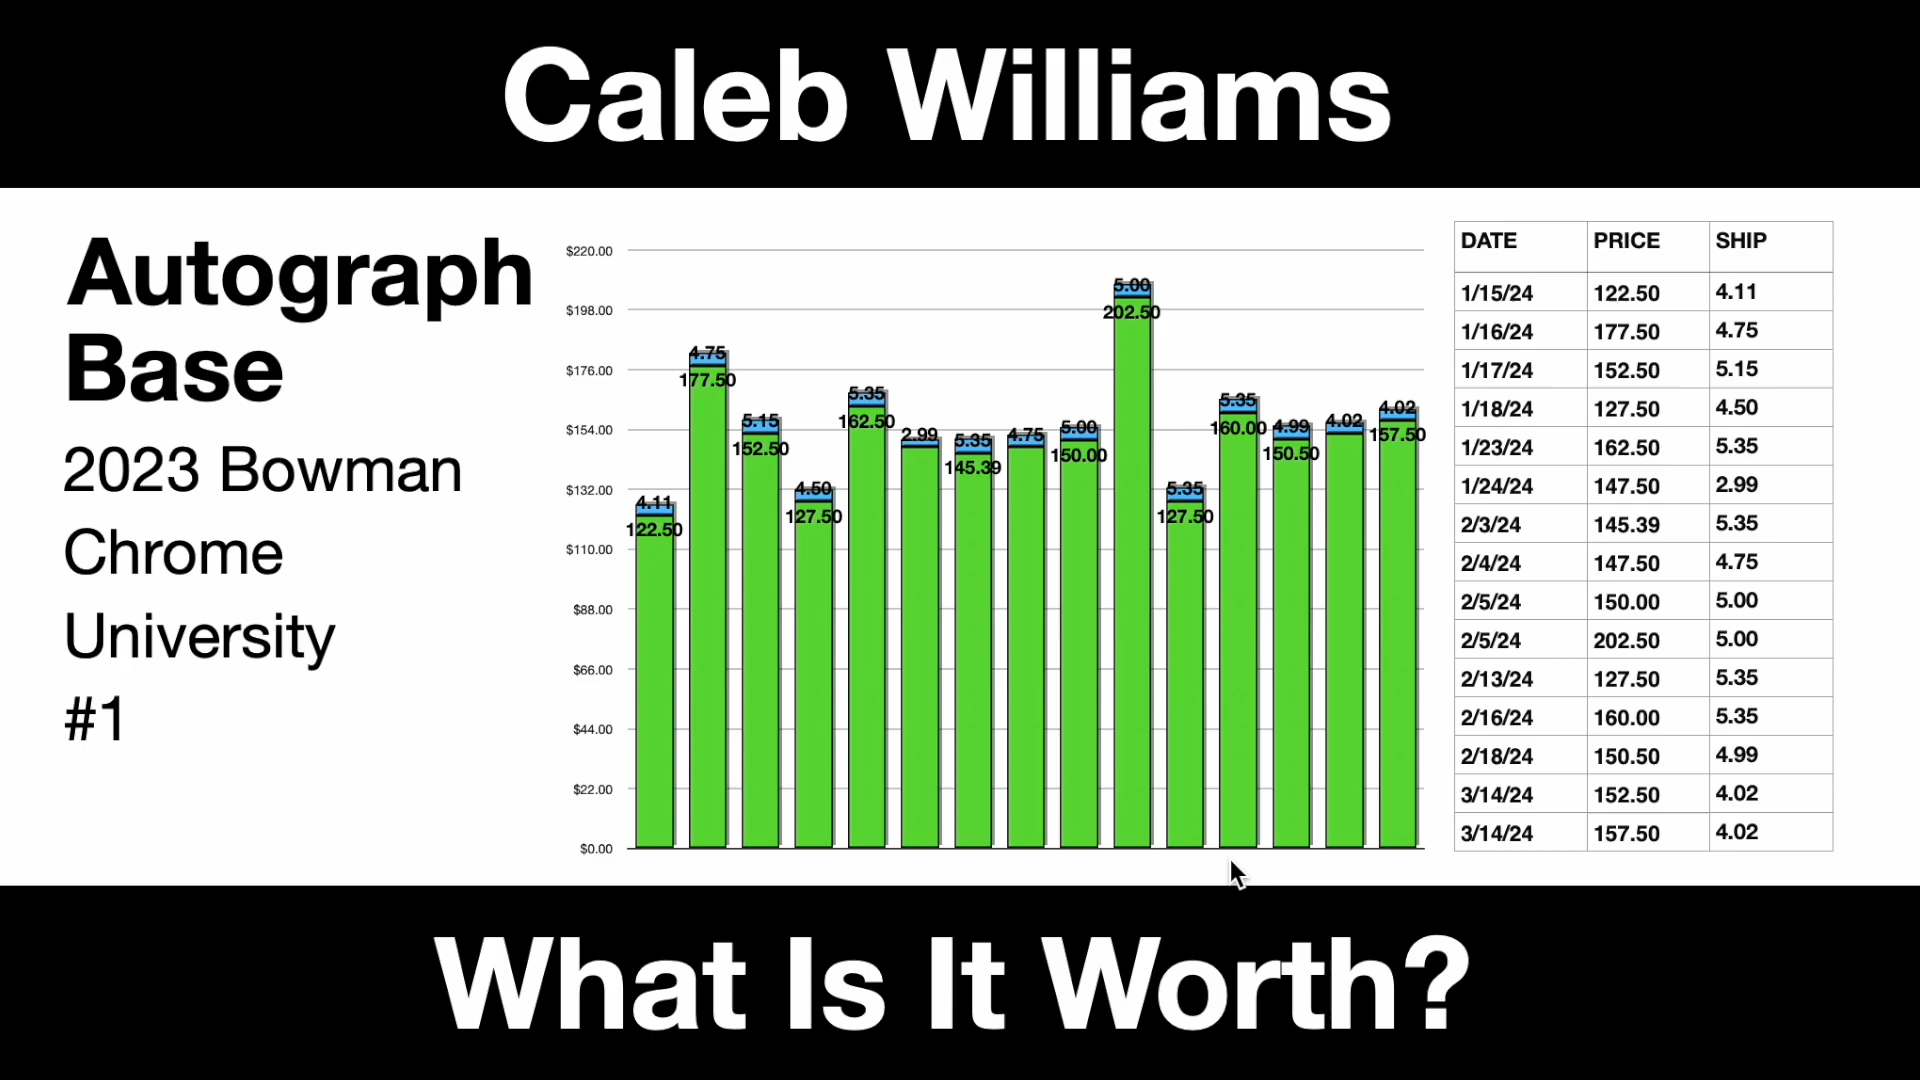 Caleb Williams
Autograph
Base
2023 Bowman
Chrome
University
#1
$220.00
$198.00
$176.00
$154.00
$132.00
$110.00
$88.00
$66.00
$44.00
$22.00
$0.00
4.11
122.50
4.75
177.50
5.15
152.50
4.50
127.50
5.35
162.50
2.99
5.35
145.39
4.75
5.00
150.00
5.00
202.50
5.35
127.50
5.35
160.00
4.99
150.50
4.02
4.02
157.50
DATE PRICE SHIP
1/15/24 122.50 4.11
1/16/24 177.50 4.75
1/17/24 152.50 5.15
1/18/24 127.50 4.50
1/23/24 162.50 5.35
1/24/24 147.50 2.99
2/3/24 145.39 5.35
2/4/24 147.50 4.75
2/5/24 150.00 5.00
2/5/24 202.50 5.00
2/13/24 127.50 5.35
2/16/24 160.00 5.35
2/18/24 150.50 4.99
3/14/24 152.50 4.02
3/14/24 157.50 4.02
What Is It Worth?